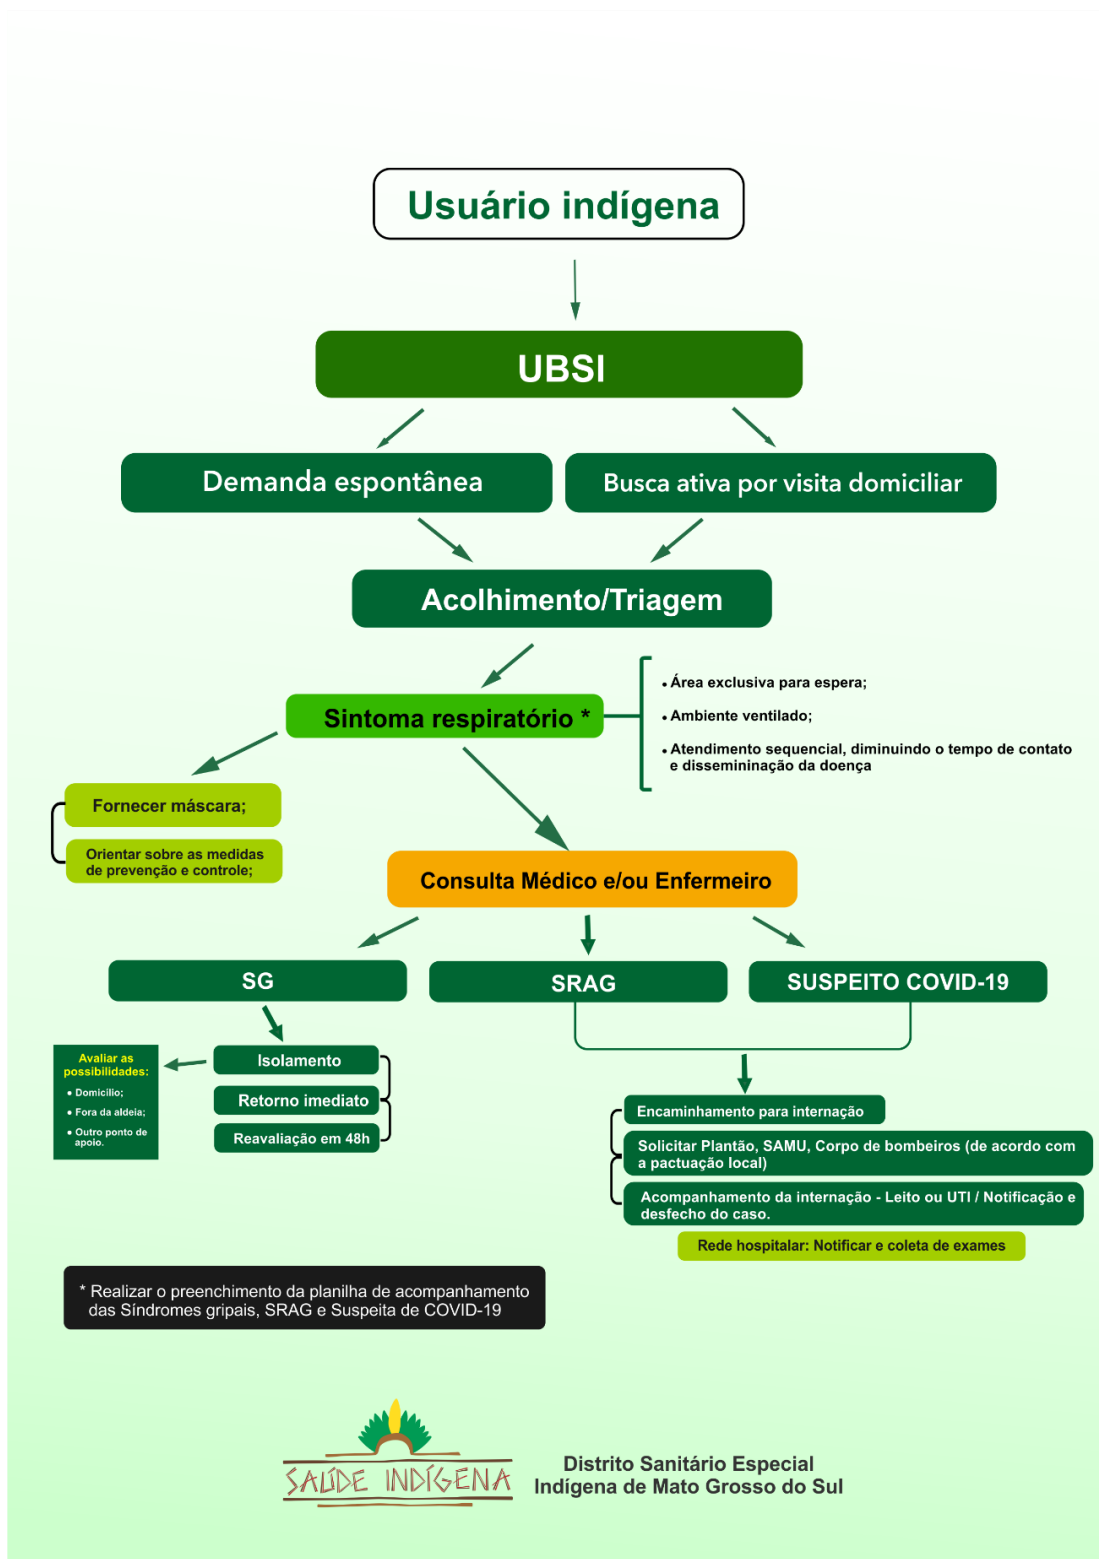 Usuário indígena
UBSI
Demanda espontânea
Busca ativa por visita domiciliar
Acolhimento/Triagem
Sintoma respiratório *
• Área exclusiva para espera;
• Ambiente ventilado;
• Atendimento sequencial, diminuindo o tempo de contato
e dissemininação da doença
Fornecer máscara;
Orientar sobre as medidas
de prevenção e controle;
Consulta Médico e/ou Enfermeiro
SG
SRAG
SUSPEITO COVID-19
Avaliar as
possibilidades:
• Domicilio;
• Fora da aldeia;
• Outro ponto de
apoio.
Isolamento
Retorno imediato
Reavaliação em 48h
Encaminhamento para internação
Solicitar Plantão, SAMU, Corpo de bombeiros (de acordo com
a pactuação local)
Acompanhamento da internação - Leito ou UTI / Notificação e
desfecho do caso.
Rede hospitalar: Notificar e coleta de exames
* Realizar o preenchimento da planilha de acompanhamento
das Síndromes gripais, SRAG e Suspeita de COVID-19
SAÚDE INDÍGENA
Distrito Sanitário Especial
Indígena de Mato Grosso do Sul